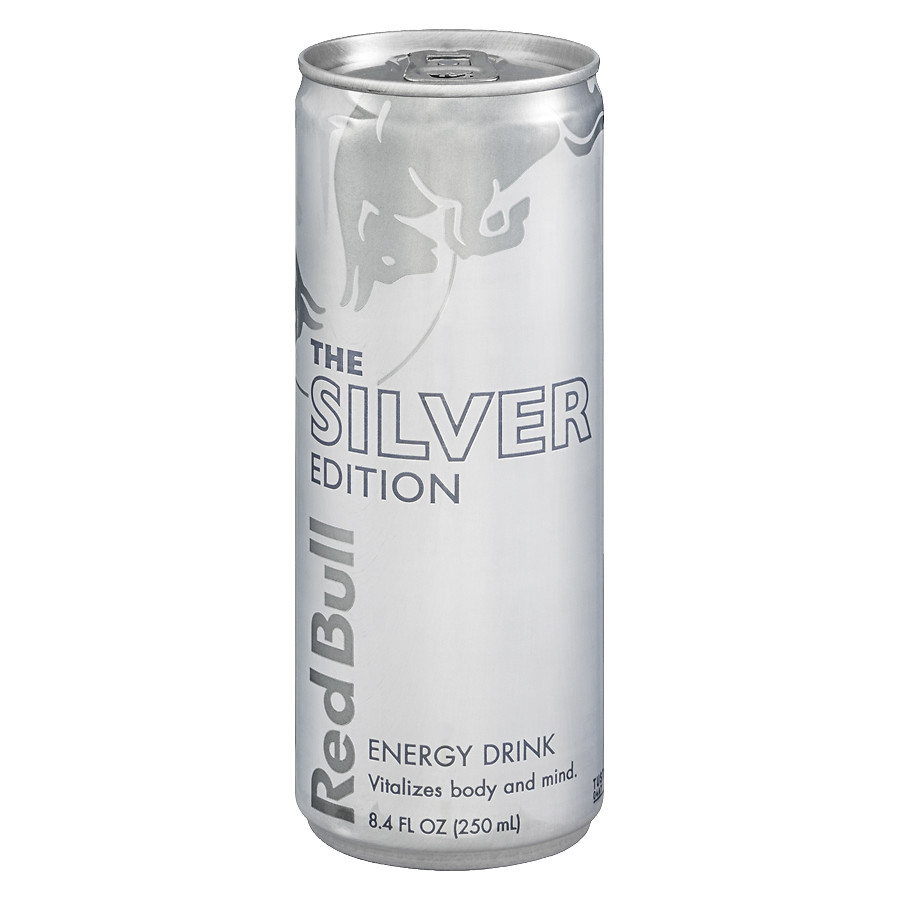 THE
SILVER
EDITION
Red Bull
ENERGY DRINK
Vitalizes body and mind.
8.4 FL OZ (250 mL)